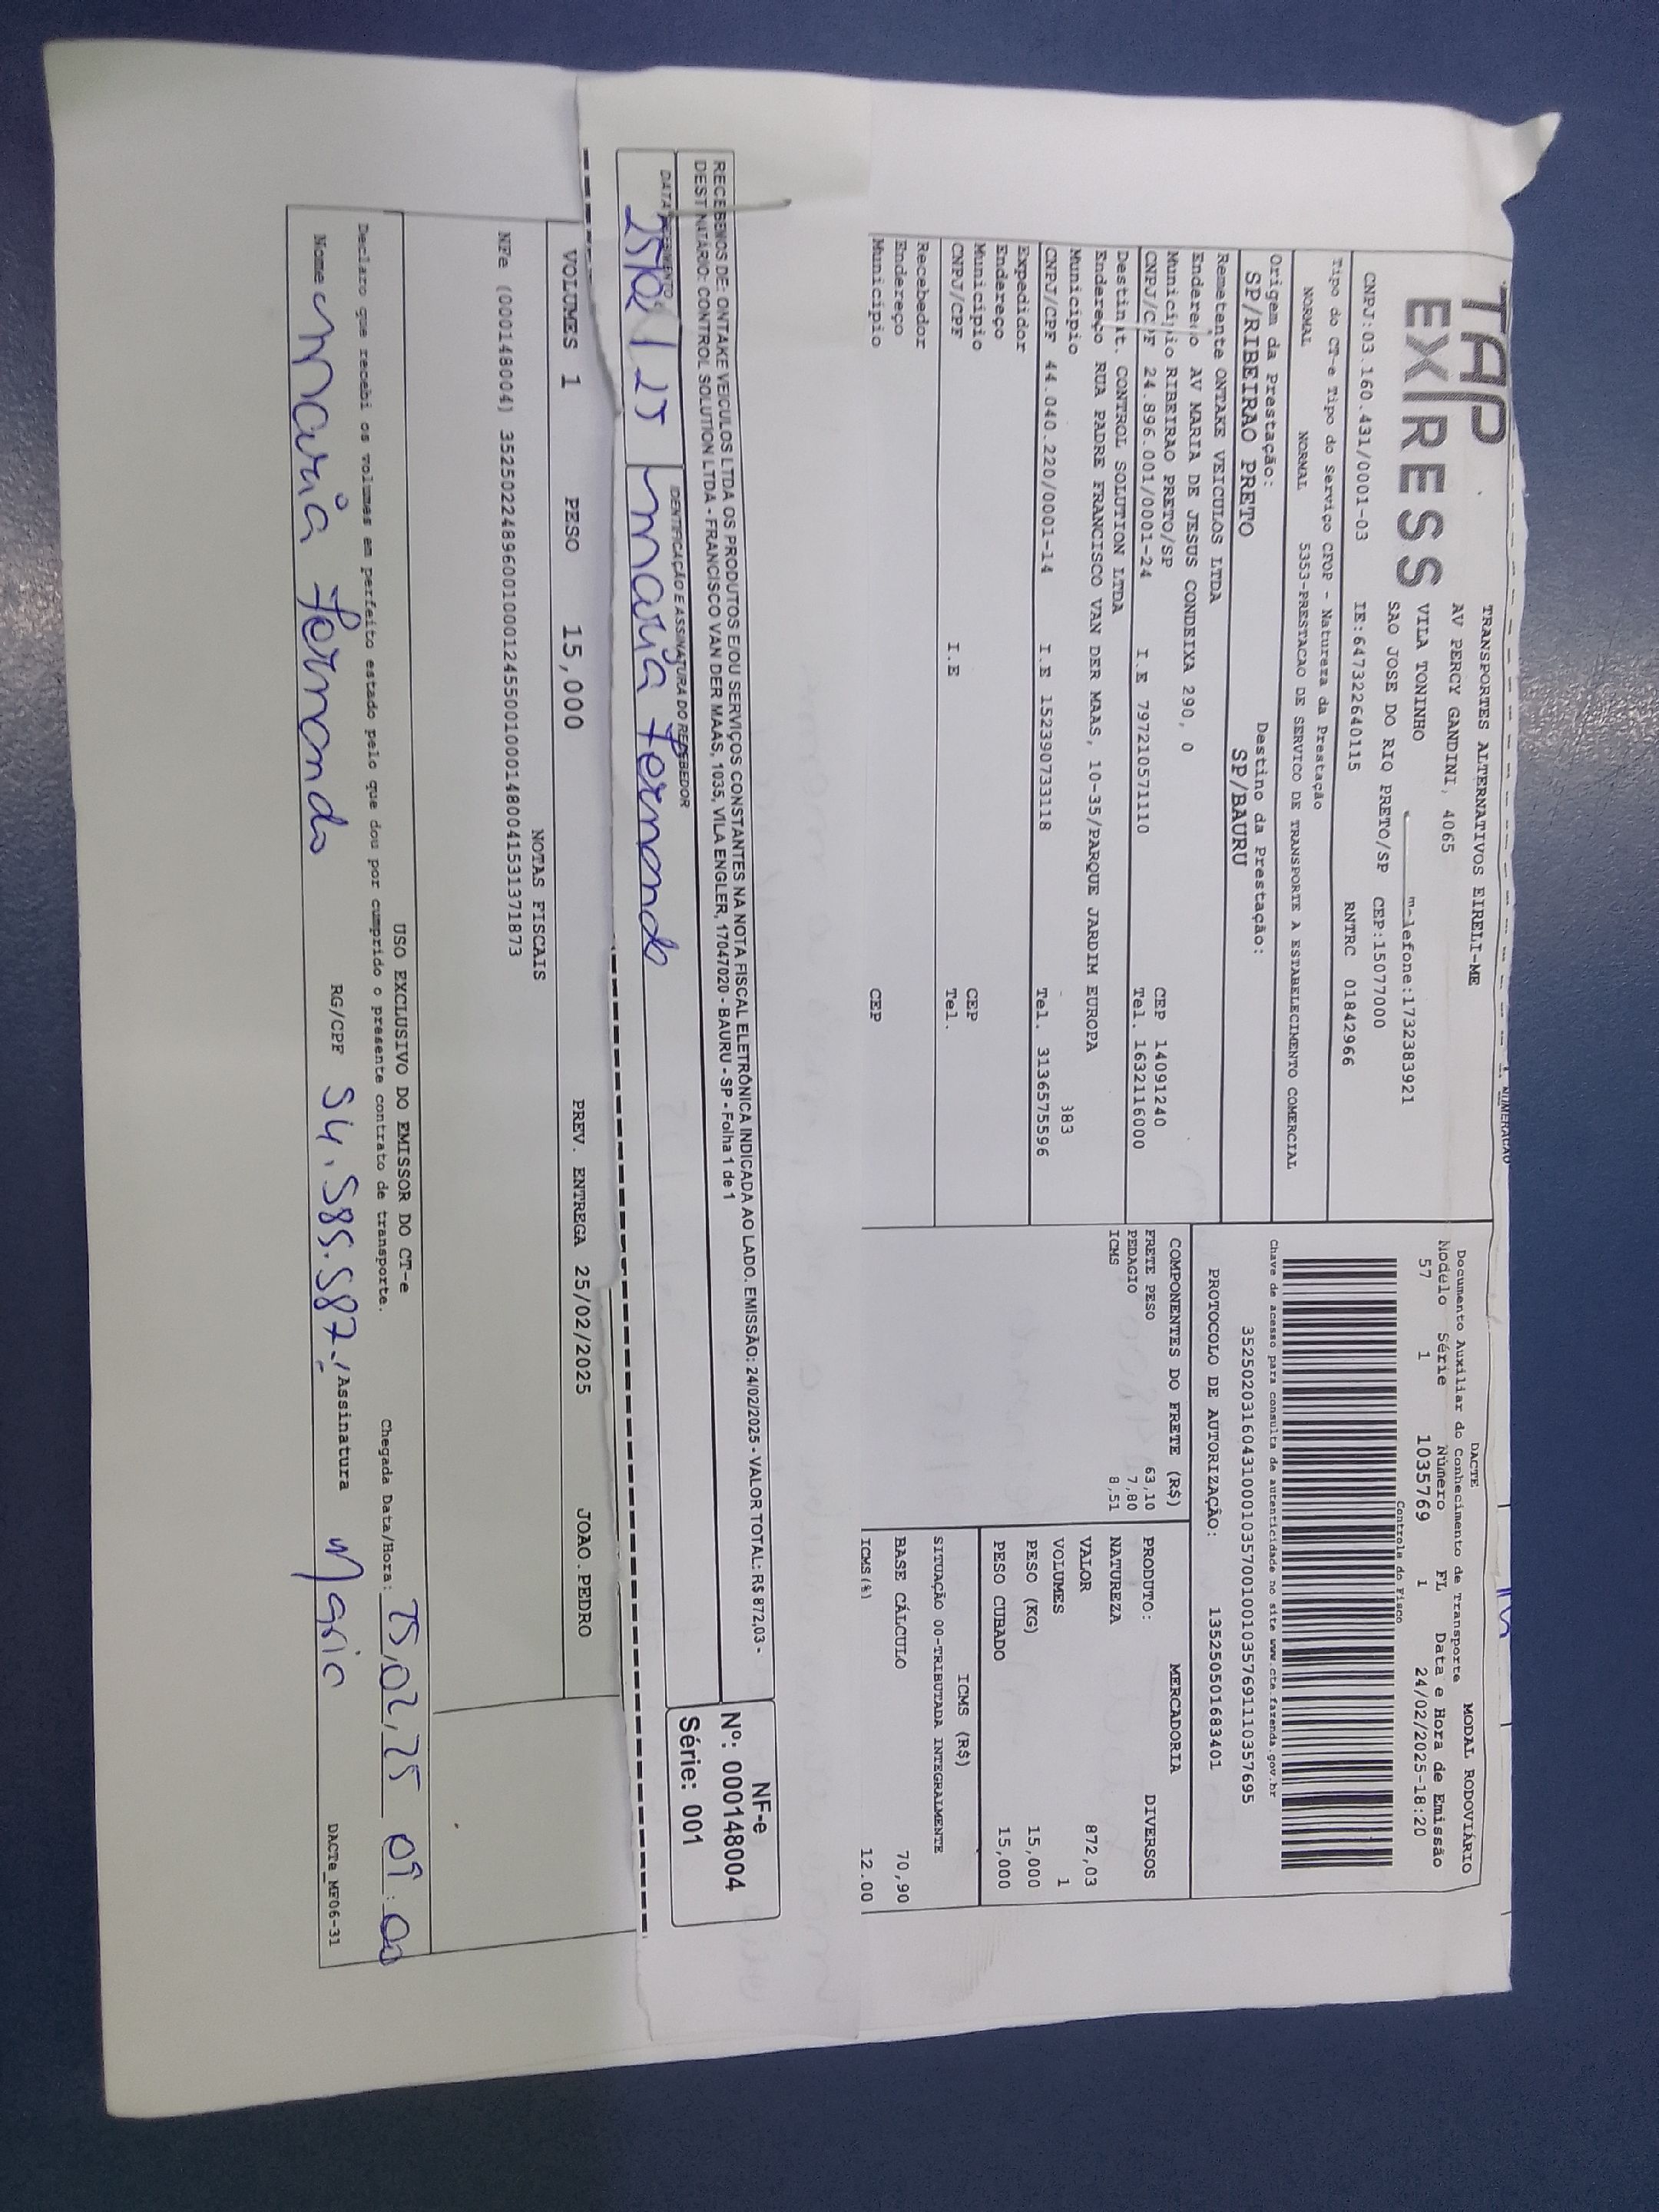 TAP
EXPRESS
TRANSPORTES ALTERNATIVOS EIRELI-ME
AV PERCY GANDINI, 4065
VILA TONINHO
Telefone:1732383921
SAO JOSE DO RIO PRETO/SP CEP:15077000
CNPJ:03.160.431/0001-03 IE:647322640115 RNTRC 01842966
Tipo do CT-e Tipo do Serviço CFOP - Natureza da Prestação
NORMAL NORMAL 5353-PRESTACAO DE SERVICO DE TRANSPORTE A ESTABELECIMENTO COMERCIAL
Origem da Prestação: Destino da Prestação:
SP/RIBEIRAO PRETO SP/BAURU
NUMERACAO
DACTE MODAL RODOVIÁRIO
Documento Auxiliar do Conhecimento de Transporte
Modelo Série Número FL Data e Hora de Emissão
57 1 1035769 1 24/02/2025-18:20
Controle do Fisco
Chave de acesso para consulta de autenticidade no site www.cte.fazenda.gov.br
3525020316043100010357001001035769110357695
PROTOCOLO DE AUTORIZAÇÃO: 135250501683401
Remetente ONTAKE VEICULOS LTDA
Endereço AV MARIA DE JESUS CONDEIXA 290, 0
Município RIBEIRAO PRETO/SP CEP 14091240
CNPJ/CPF 24.896.001/0001-24 I.E 797210571110 Tel. 1632116000
Destinat. CONTROL SOLUTION LTDA
Endereço RUA PADRE FRANCISCO VAN DER MAAS, 10-35/PARQUE JARDIM EUROPA
Município 383
CNPJ/CPF 44.040.220/0001-14 I.E 152390733118 Tel. 3136575596
Expedidor
Endereço
Município CEP
CNPJ/CPF I.E Tel.
Recebedor
Endereço
Município CEP
COMPONENTES DO FRETE (R$)
FRETE PESO 63,10
PEDAGIO 7,80
ICMS 8,51
MERCADORIA
PRODUTO: DIVERSOS
NATUREZA
VALOR 872,03
VOLUMES 1
PESO (KG) 15,000
PESO CUBADO 15,000
ICMS (R$)
SITUAÇÃO 00-TRIBUTADA INTEGRALMENTE
BASE CÁLCULO 70,90
ICMS(%) 12.00
RECEBEMOS DE: ONTAKE VEICULOS LTDA OS PRODUTOS E/OU SERVIÇOS CONSTANTES NA NOTA FISCAL ELETRÔNICA INDICADA AO LADO. EMISSÃO: 24/02/2025 - VALOR TOTAL: R$ 872,03 -
DESTINATÁRIO: CONTROL SOLUTION LTDA - FRANCISCO VAN DER MAAS, 1035, VILA ENGLER, 17047020 - BAURU - SP - Folha 1 de 1
IDENTIFICAÇÃO E ASSINATURA DO RECEBEDOR
25/02/25 Maria Fernanda
NF-e
Nº: 000148004
Série: 001
VOLUMES 1 PESO 15,000 PREV. ENTREGA 25/02/2025 JOAO.PEDRO
NOTAS FISCAIS
NFe (000148004) 35250224896001000124550010001480041531371873
USO EXCLUSIVO DO EMISSOR DO CT-e
Declaro que recebi os volumes em perfeito estado pelo que dou por cumprido o presente contrato de transporte. Chegada Data/Hora: 25,02,25 09:00
Nome Maria Fernanda RG/CPF 54.585.587. Assinatura Maria
DACTe_MF06-31